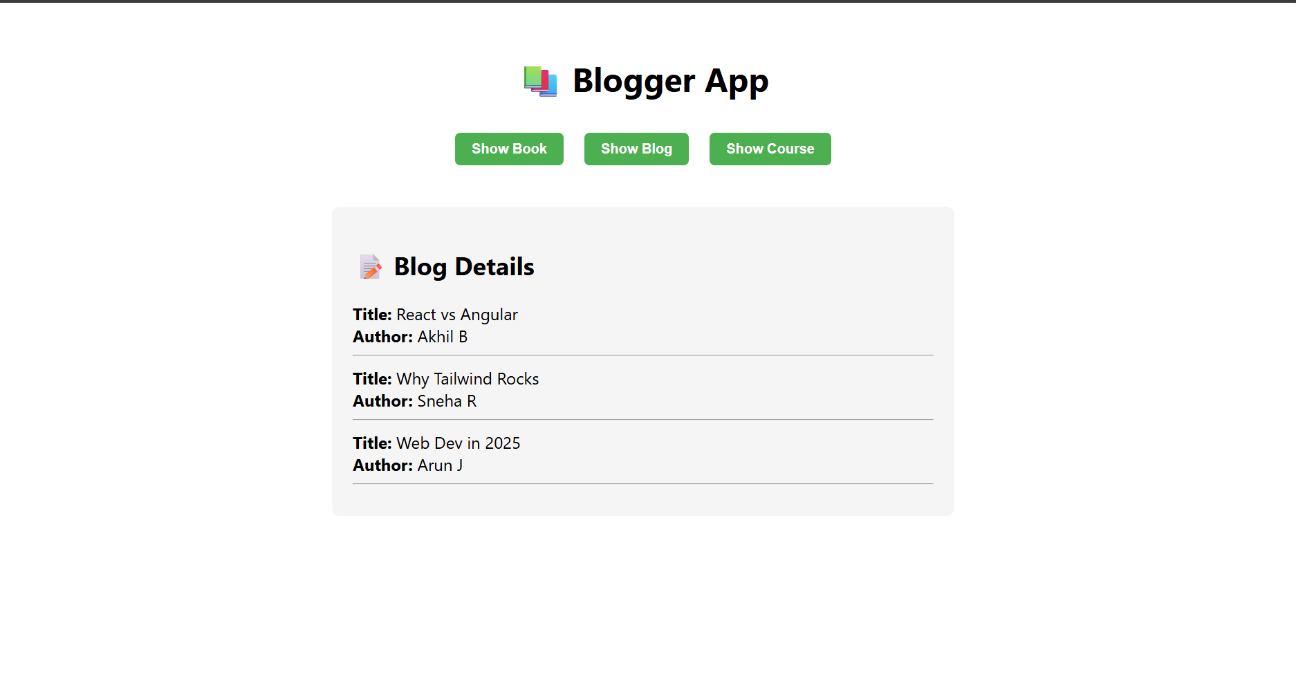 Blogger App
Show Book Show Blog Show Course
Blog Details
Title: React vs Angular
Author: Akhil B
Title: Why Tailwind Rocks
Author: Sneha R
Title: Web Dev in 2025
Author: Arun J